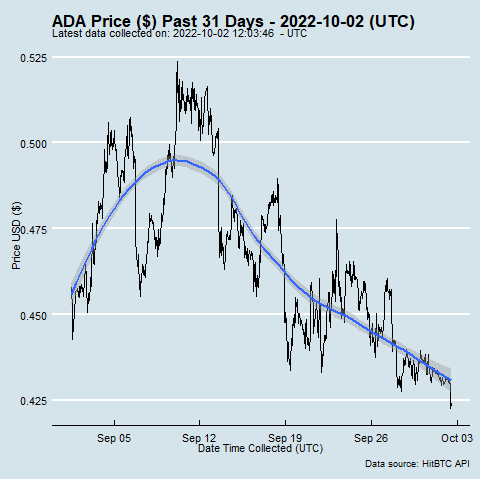 ADA Price ($) Past 31 Days - 2022-10-02 (UTC)
Latest data collected on: 2022-10-02 12:03:46  - UTC
0.525
0.500
0.475
0.450
0.425
Price USD ($)
Sep 05
Sep 12
Sep 19
Sep 26
Oct 03
Date Time Collected (UTC)
Data source: HitBTC API